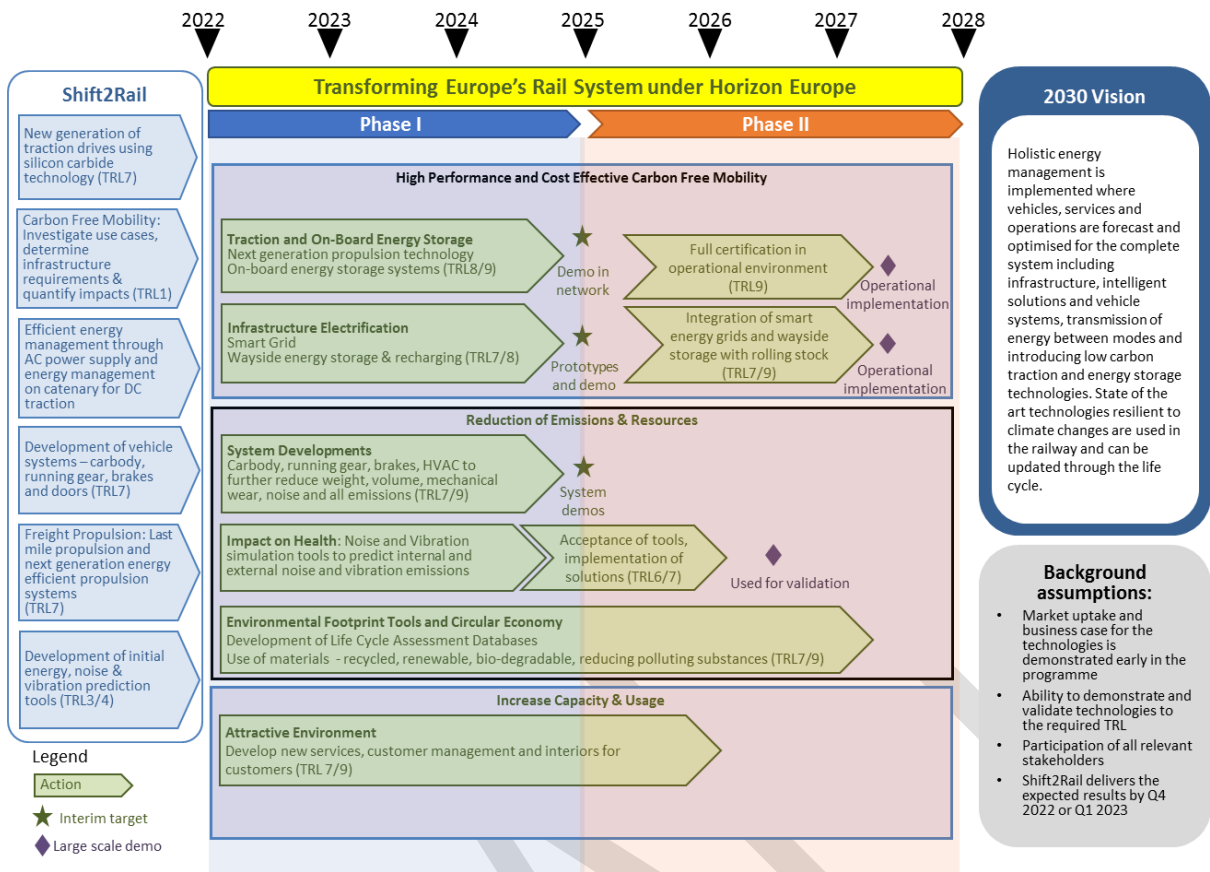 2022 2023 2024 2025 2026 2027 2028
Shift2Rail
New generation of
traction drives using
silicon carbide
technology (TRL7)
Carbon Free Mobility:
Investigate use cases,
determine
infrastructure
requirements &
quantify impacts (TRL1)
Efficient energy
management through
AC power supply and
energy management
on catenary for DC
traction
Development of vehicle
systems – carbody,
running gear, brakes
and doors (TRL7)
Freight Propulsion: Last
mile propulsion and
next generation energy
efficient propulsion
systems
(TRL7)
Development of initial
energy, noise &
vibration prediction
tools (TRL3/4)
Legend
Action
Interim target
Large scale demo
Transforming Europe's Rail System under Horizon Europe
Phase I
Phase II
High Performance and Cost Effective Carbon Free Mobility
Traction and On-Board Energy Storage
Next generation propulsion technology
On-board energy storage systems (TRL8/9)
Demo in
network
Full certification in
operational environment
(TRL9)
Operational
implementation
Infrastructure Electrification
Smart Grid
Wayside energy storage & recharging (TRL7/8)
Prototypes
and demo
Integration of smart
energy grids and wayside
storage with rolling stock
(TRL7/9)
Operational
implementation
Reduction of Emissions & Resources
System Developments
Carbody, running gear, brakes, HVAC to
further reduce weight, volume, mechanical
wear, noise and all emissions (TRL7/9)
System
demos
Impact on Health: Noise and Vibration
simulation tools to predict internal and
external noise and vibration emissions
Acceptance of tools,
implementation of
solutions (TRL6/7)
Used for validation
Environmental Footprint Tools and Circular Economy
Development of Life Cycle Assessment Databases
Use of materials - recycled, renewable, bio-degradable, reducing polluting substances (TRL7/9)
Increase Capacity & Usage
Attractive Environment
Develop new services, customer management and interiors for
customers (TRL 7/9)
2030 Vision
Holistic energy
management is
implemented where
vehicles, services and
operations are forecast and
optimised for the complete
system including
infrastructure, intelligent
solutions and vehicle
systems, transmission of
energy between modes and
introducing low carbon
traction and energy storage
technologies. State of the
art technologies resilient to
climate changes are used in
the railway and can be
updated through the life
cycle.
Background
assumptions:
• Market uptake and
business case for the
technologies is
demonstrated early in the
programme
• Ability to demonstrate and
validate technologies to
the required TRL
• Participation of all relevant
stakeholders
• Shift2Rail delivers the
expected results by Q4
2022 or Q1 2023